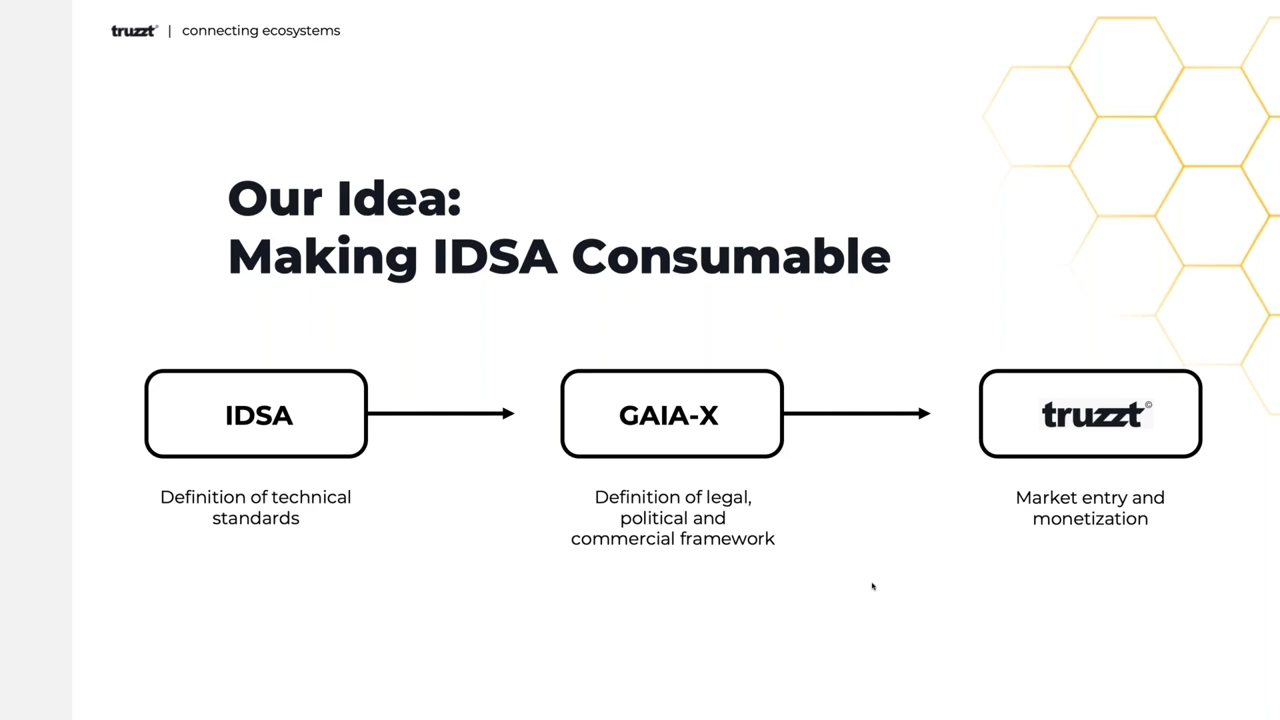 truzzt® | connecting ecosystems
Our Idea:
Making IDSA Consumable
IDSA
GAIA-X
truzzt©
Definition of technical
standards
Definition of legal,
political and
commercial framework
Market entry and
monetization